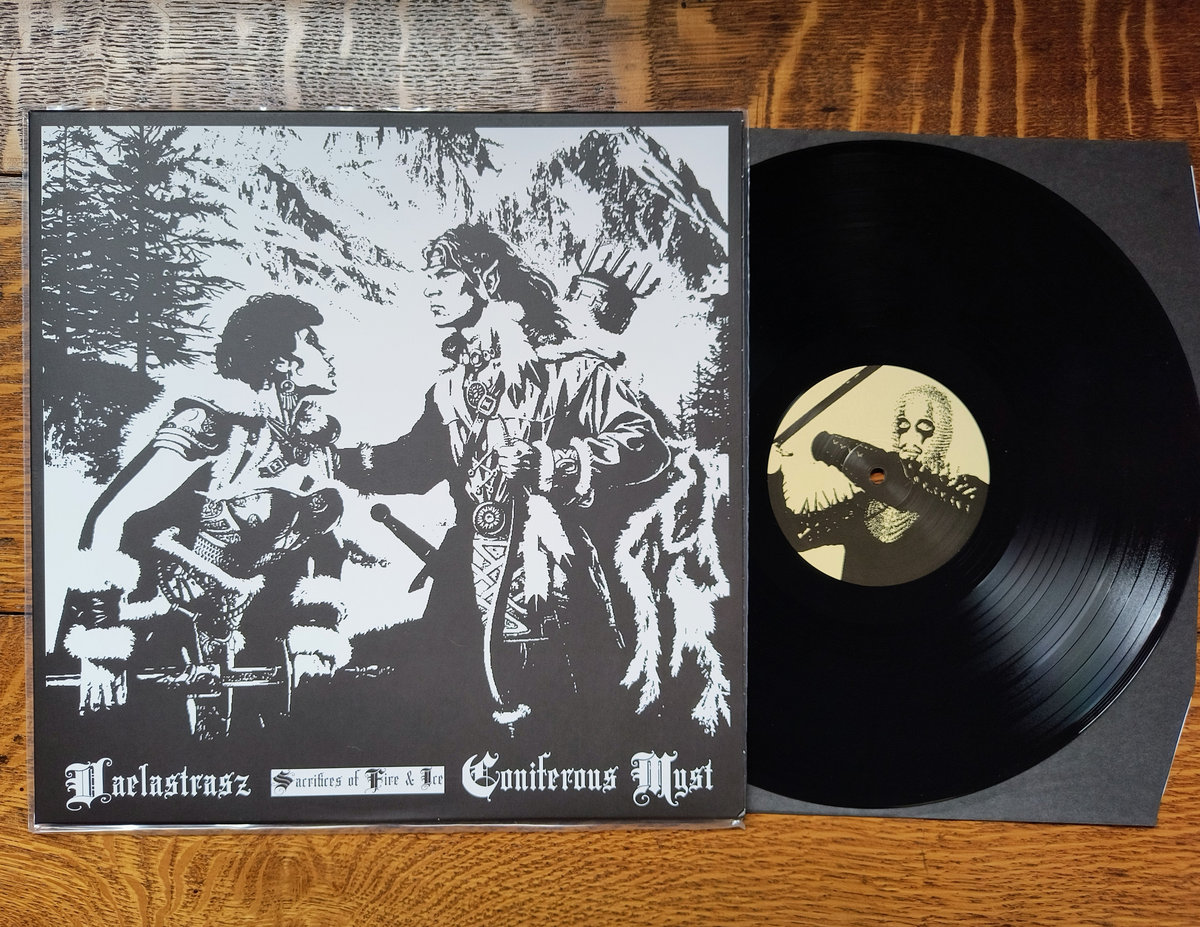 Vaelastrasz Sacrifices of Fire & Ice Coniferous Myst